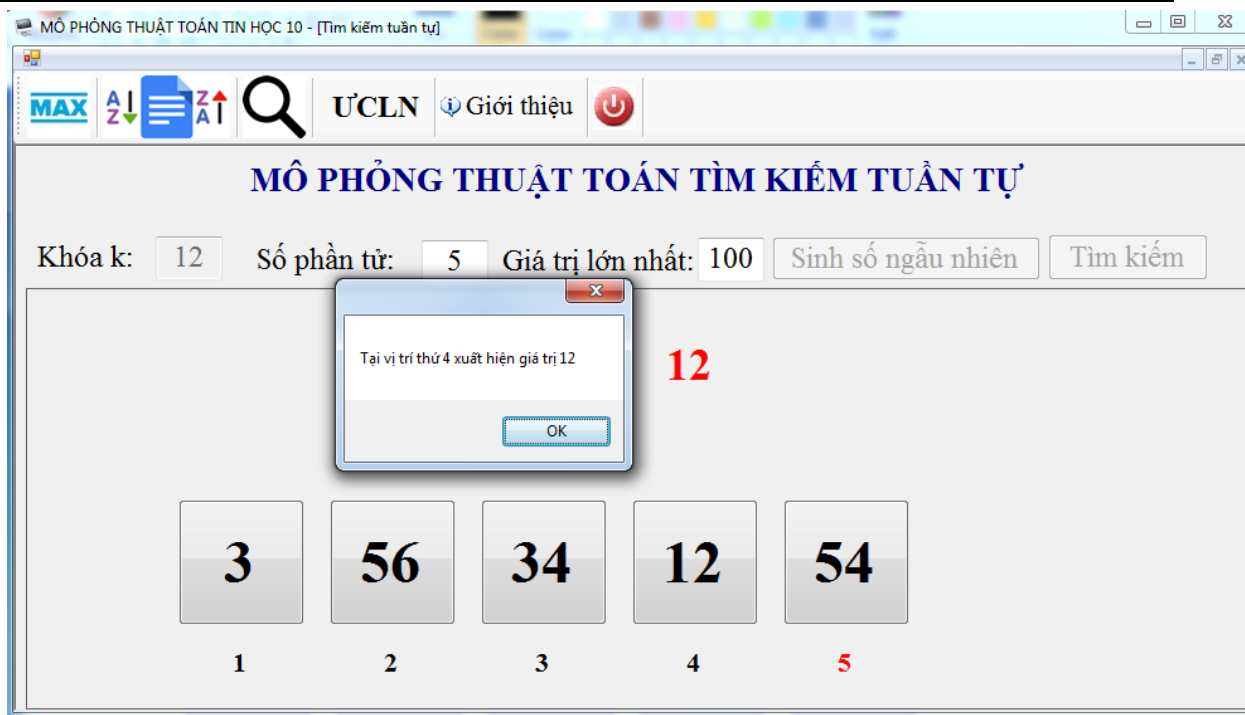 MÔ PHỎNG THUẬT TOÁN TIN HỌC 10 - [Tìm kiếm tuần tự]
MAX A Z Z A ƯCLN Giới thiệu
MÔ PHỎNG THUẬT TOÁN TÌM KIẾM TUẦN TỰ
Khóa k: 12 Số phần tử: 5 Giá trị lớn nhất: 100 Sinh số ngẫu nhiên Tìm kiếm
Tại vị trí thứ 4 xuất hiện giá trị 12
12
OK
3 56 34 12 54
1 2 3 4 5